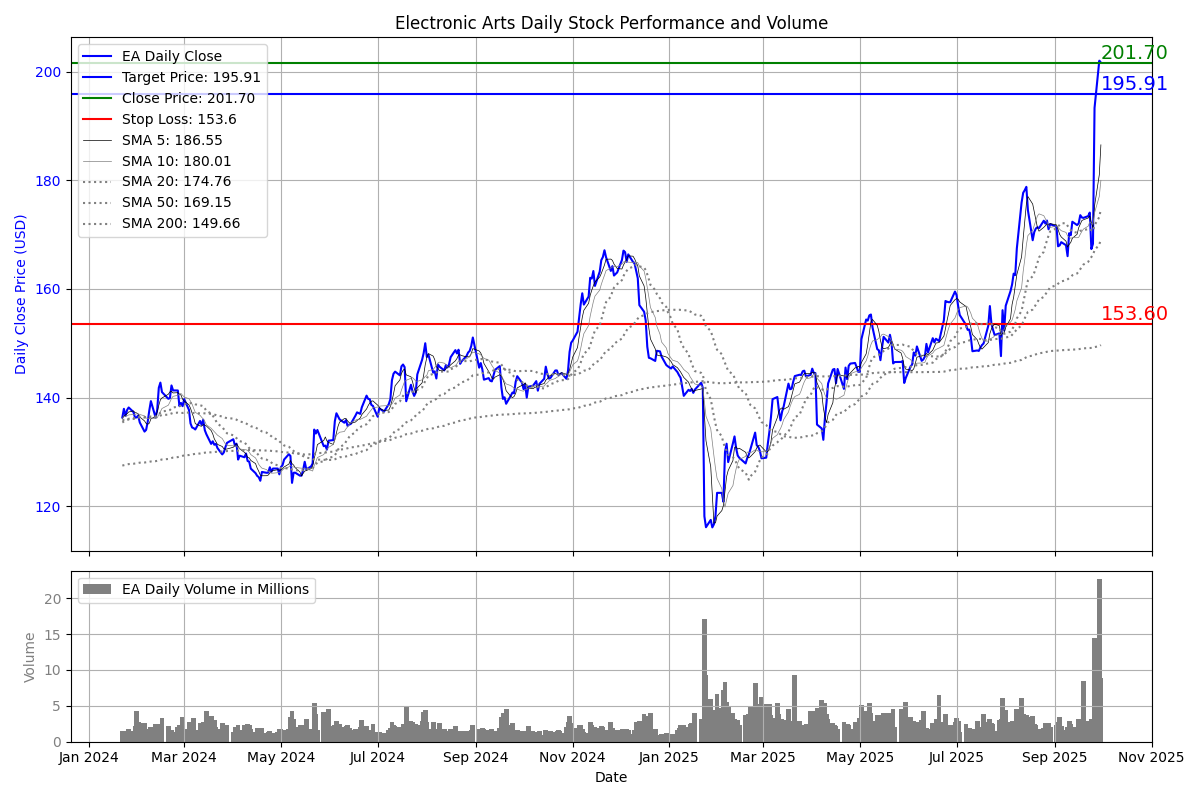 Electronic Arts Daily Stock Performance and Volume
EA Daily Close
Target Price: 195.91
Close Price: 201.70
Stop Loss: 153.6
SMA 5: 186.55
SMA 10: 180.01
SMA 20: 174.76
SMA 50: 169.15
SMA 200: 149.66
201.70
195.91
153.60
200
180
160
140
120
Daily Close Price (USD)
EA Daily Volume in Millions
20
15
10
5
0
Volume
Jan 2024
Mar 2024
May 2024
Jul 2024
Sep 2024
Nov 2024
Jan 2025
Mar 2025
May 2025
Jul 2025
Sep 2025
Nov 2025
Date